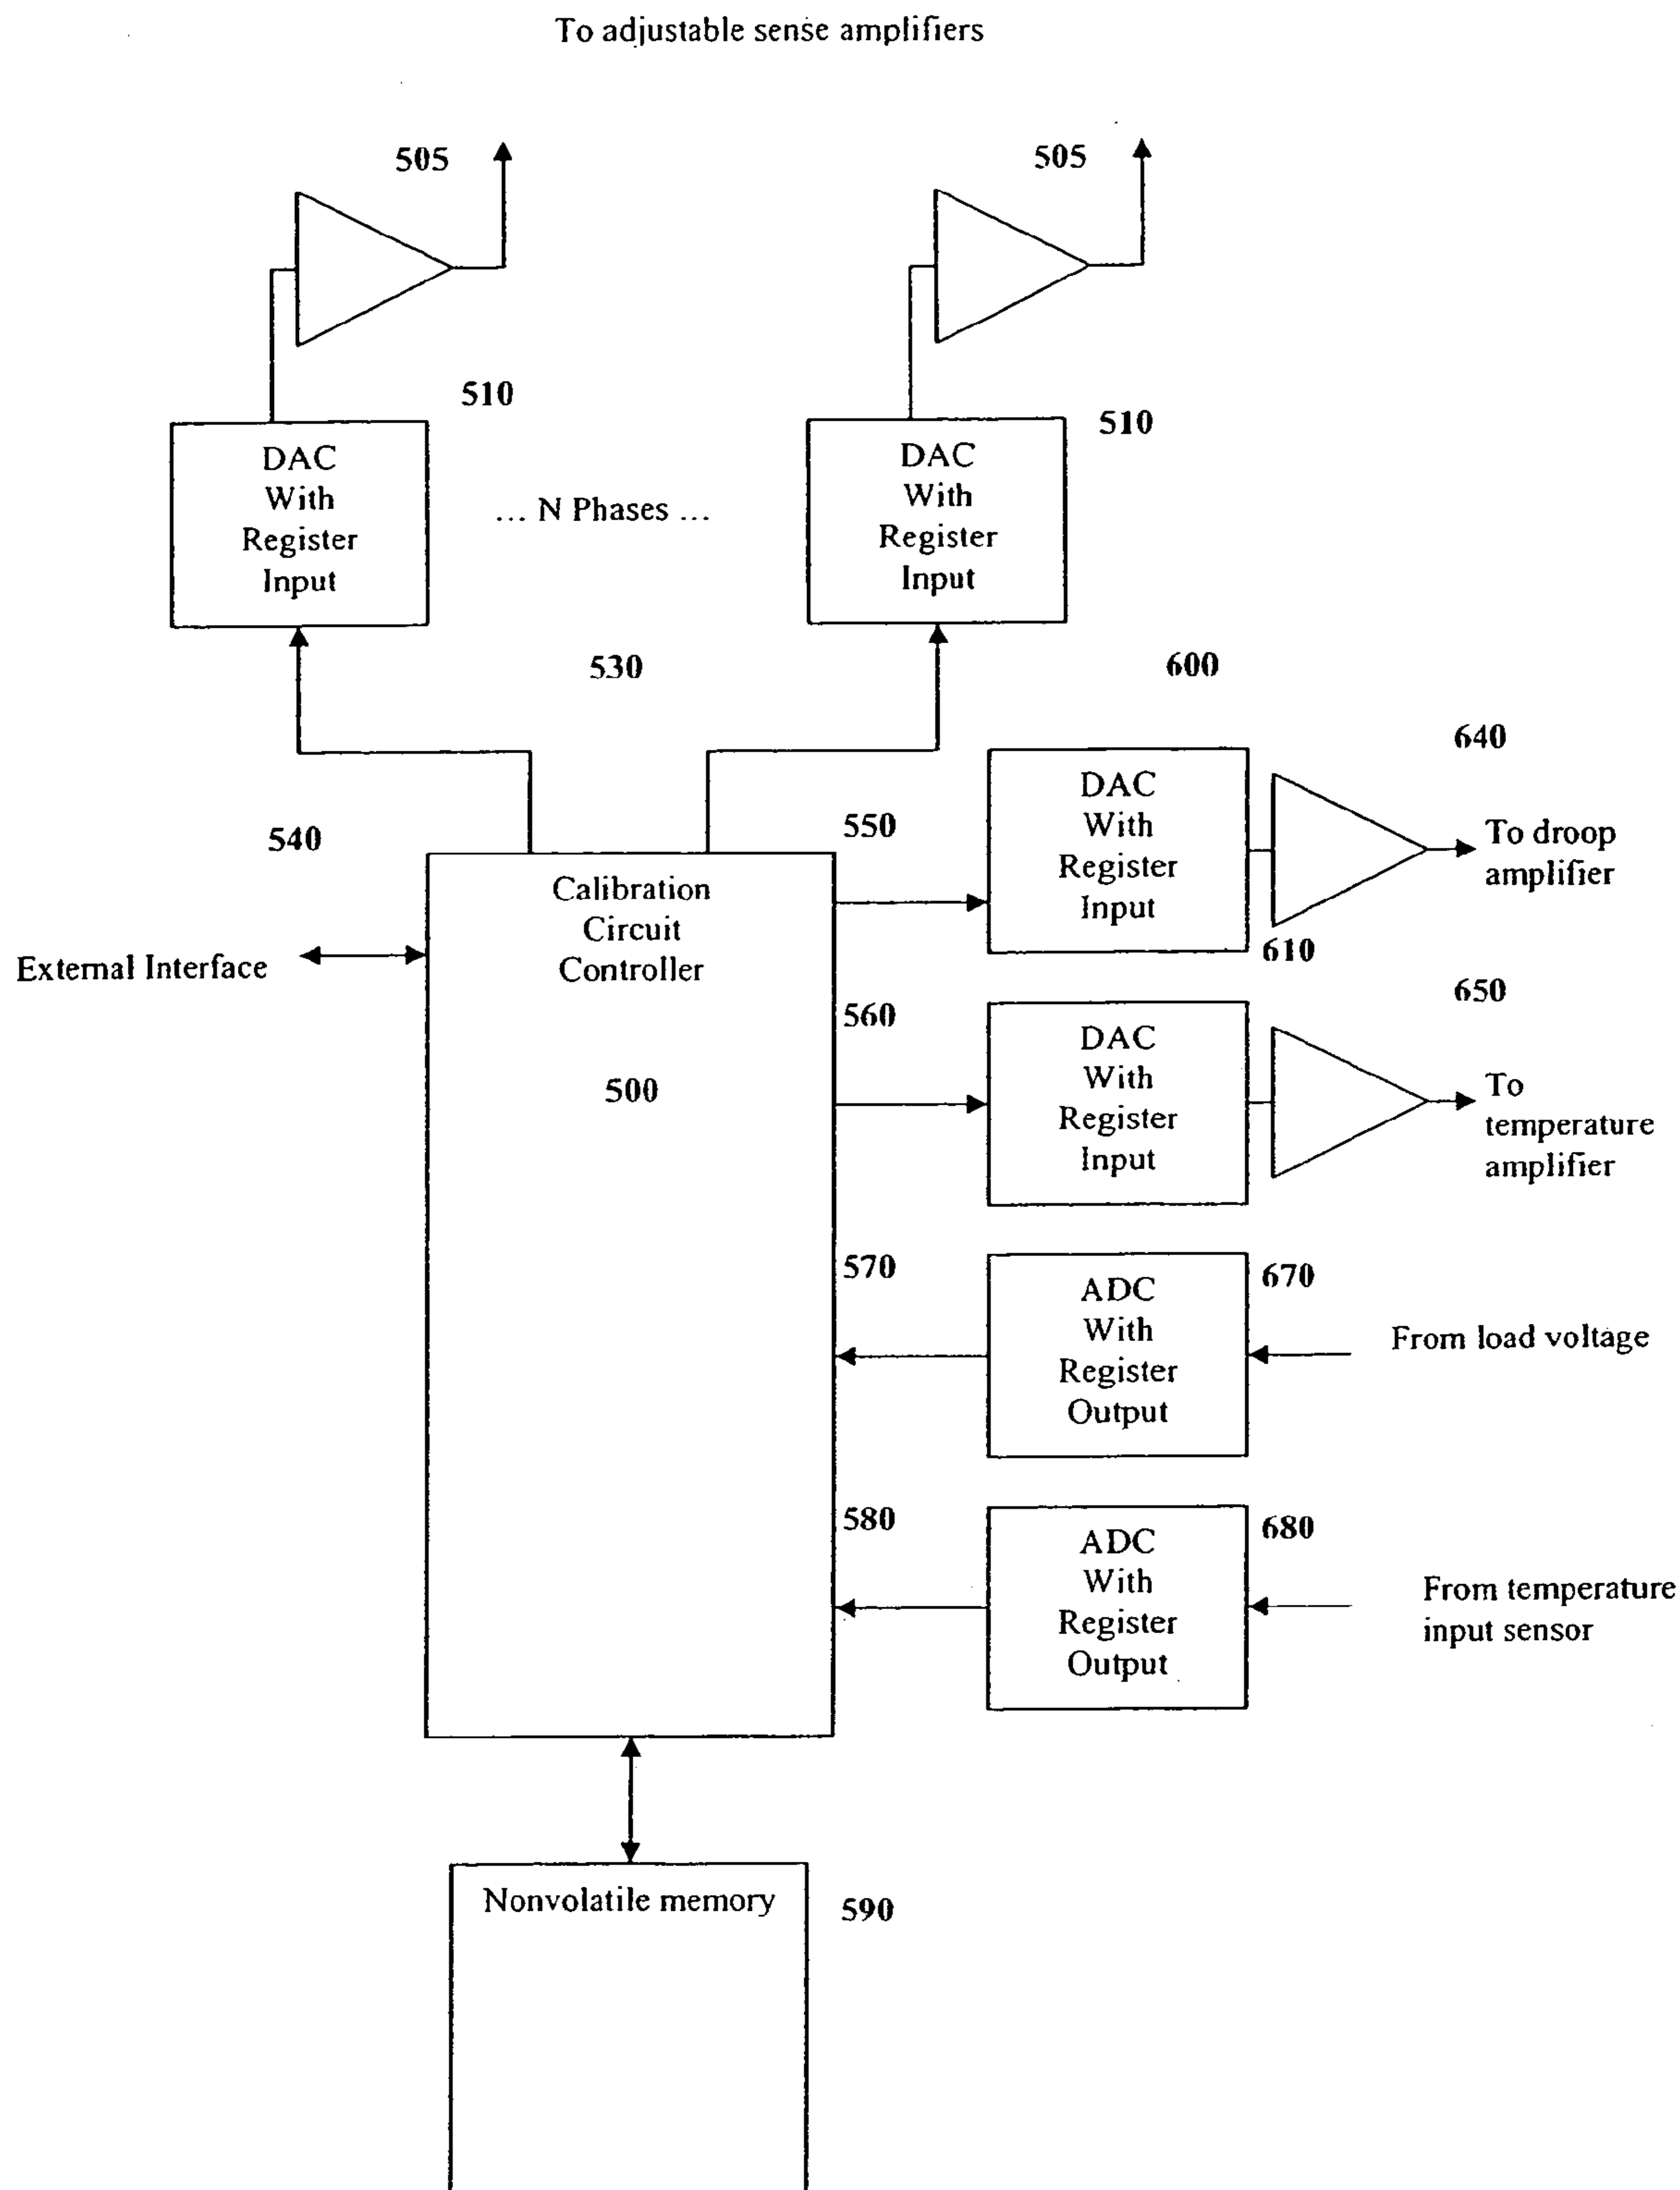 To adjustable sense amplifiers
505
505
510
510
DAC
With
Register
Input
... N Phases ...
DAC
With
Register
Input
530
600
640
540
550
DAC
With
Register
Input
To droop
amplifier
Calibration
Circuit
Controller
External Interface
610
650
560
500
DAC
With
Register
Input
To
temperature
amplifier
570
670
ADC
With
Register
Output
From load voltage
580
680
ADC
With
Register
Output
From temperature
input sensor
Nonvolatile memory
590